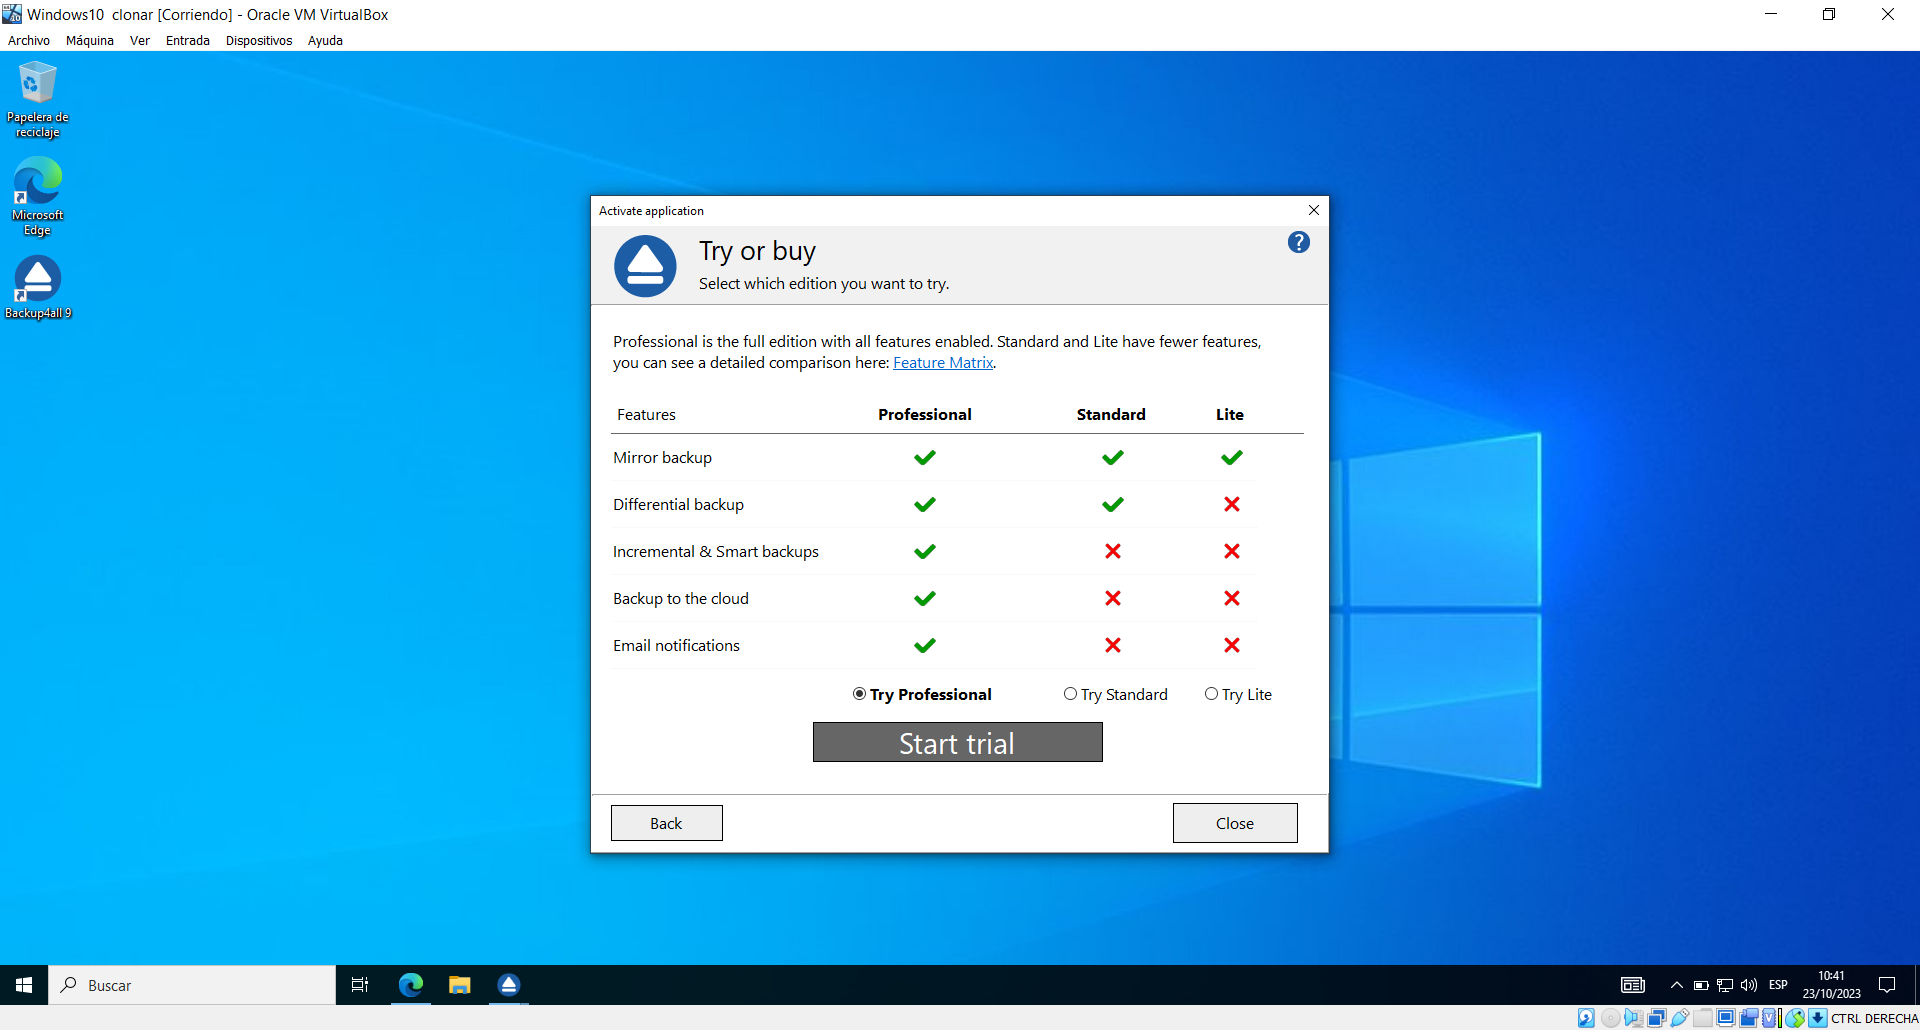 Windows10 clonar [Corriendo] - Oracle VM VirtualBox
Archivo Máquina Ver Entrada Dispositivos Ayuda
Papelera de
reciclaje
Microsoft
Edge
Backup4all 9
Activate application
Try or buy
?
Select which edition you want to try.
Professional is the full edition with all features enabled. Standard and Lite have fewer features,
you can see a detailed comparison here: Feature Matrix.
Features Professional Standard Lite
Mirror backup
Differential backup
Incremental & Smart backups
Backup to the cloud
Email notifications
Try Professional Try Standard Try Lite
Start trial
Back Close
Buscar
ESP
10:41
23/10/2023
CTRL DERECHA